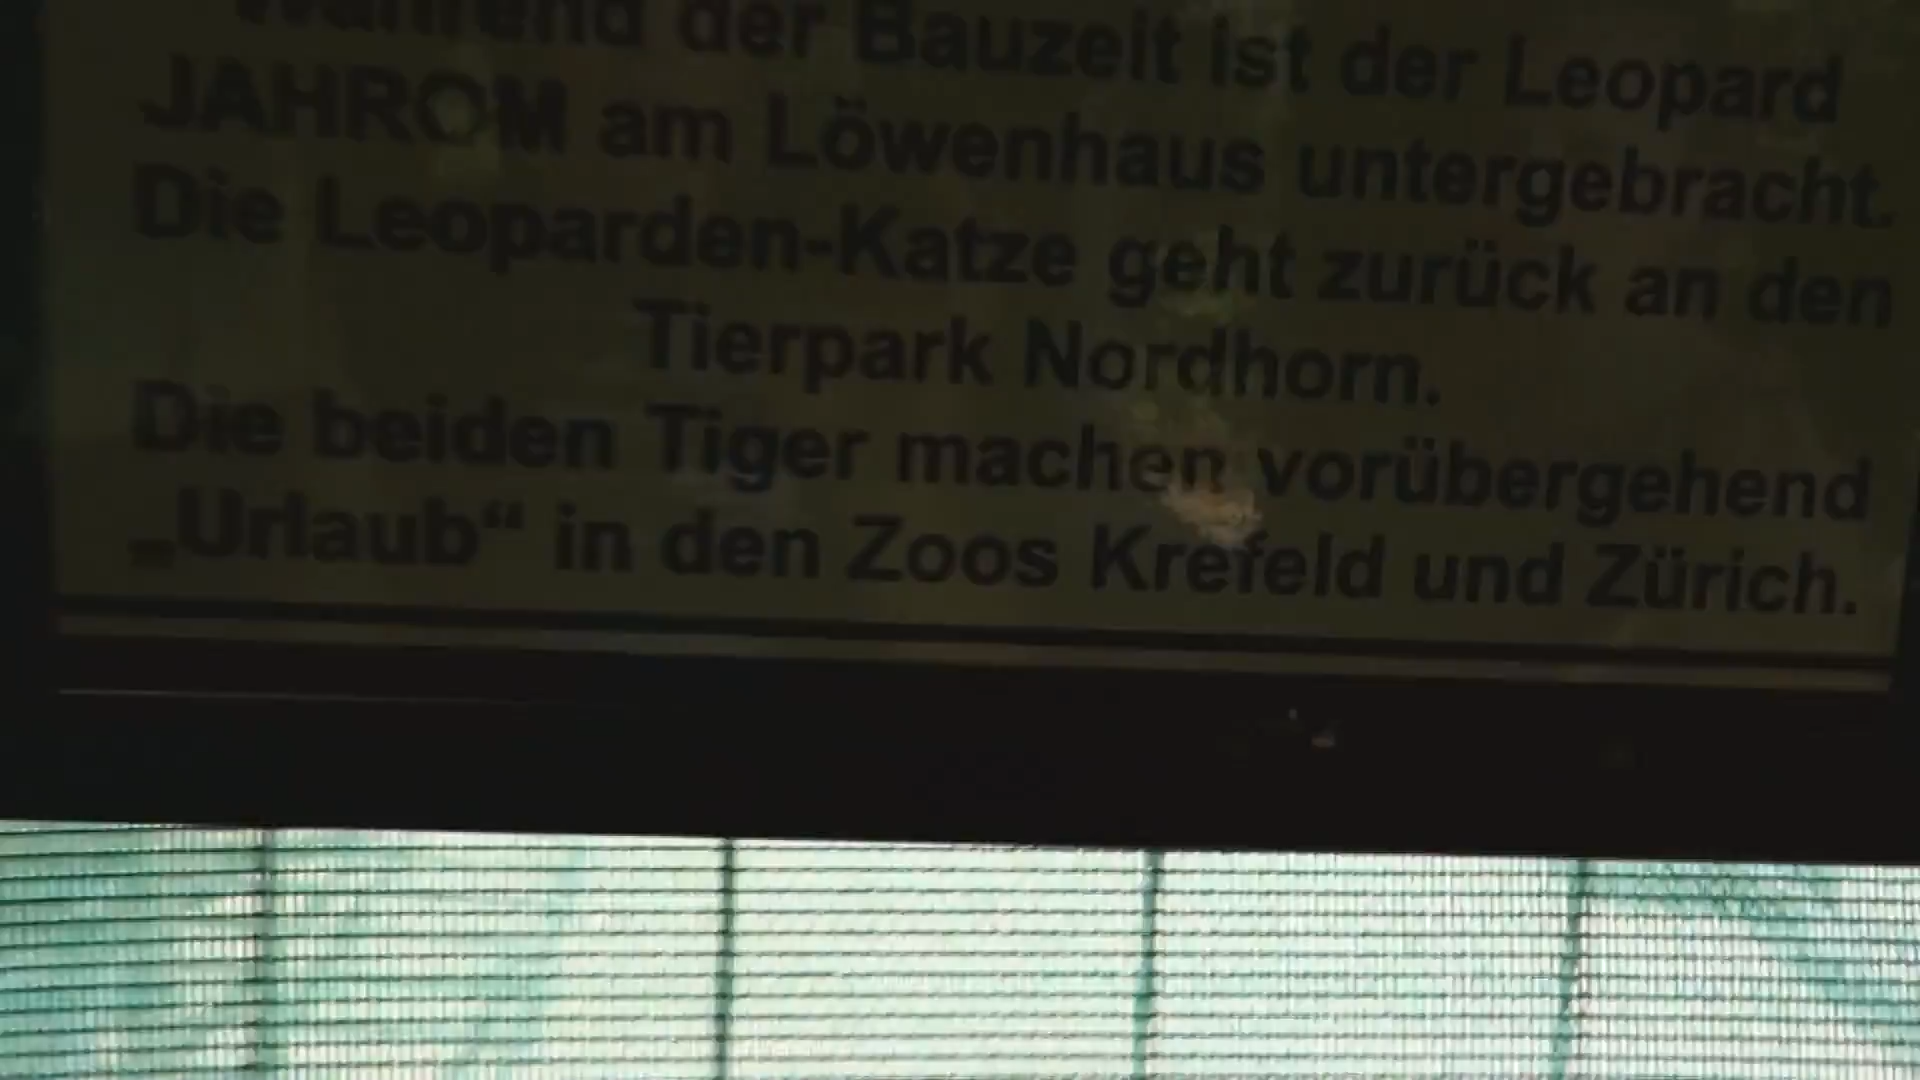 Während der Bauzeit ist der Leopard
JAHROM am Löwenhaus untergebracht.
Die Leoparden-Katze geht zurück an den
Tierpark Nordhorn.
Die beiden Tiger machen vorübergehend
„Urlaub“ in den Zoos Krefeld und Zürich.